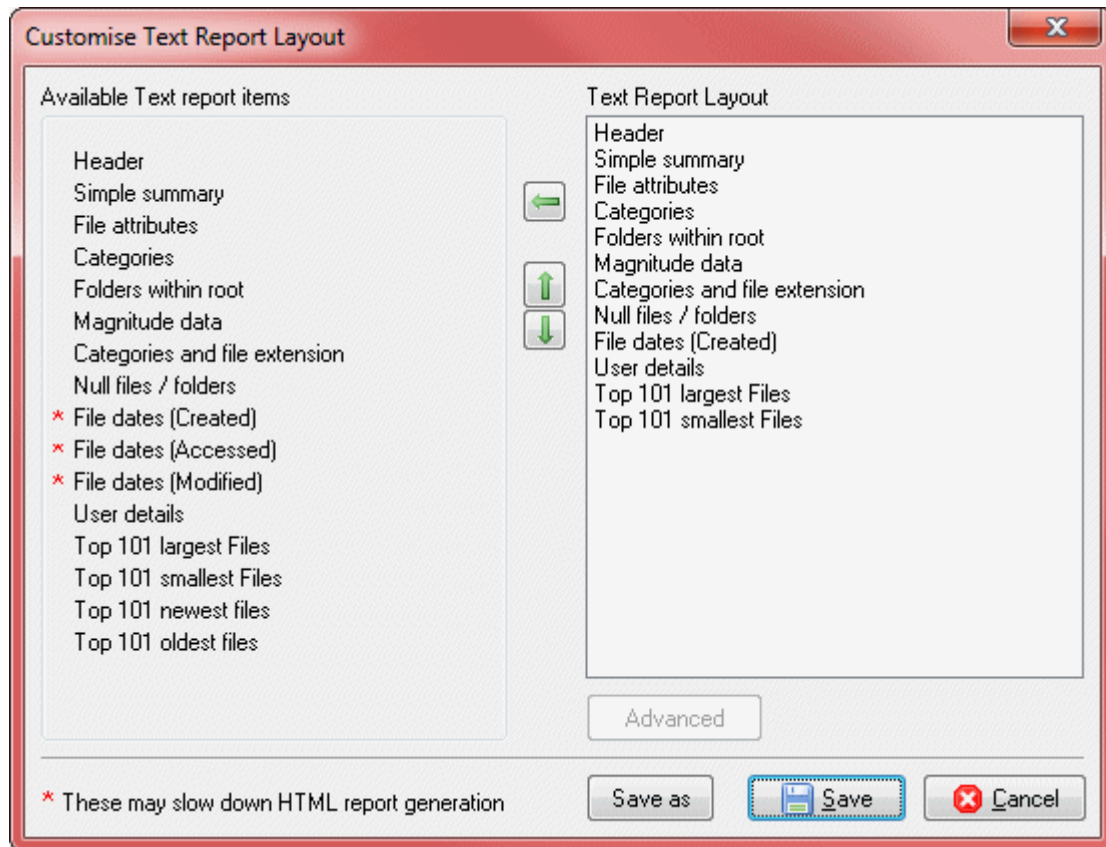 Customise Text Report Layout
Available Text report items
Header
Simple summary
File attributes
Categories
Folders within root
Magnitude data
Categories and file extension
Null files / folders
* File dates (Created)
* File dates (Accessed)
* File dates (Modified)
User details
Top 101 largest Files
Top 101 smallest Files
Top 101 newest files
Top 101 oldest files
Text Report Layout
Header
Simple summary
File attributes
Categories
Folders within root
Magnitude data
Categories and file extension
Null files / folders
File dates (Created)
User details
Top 101 largest Files
Top 101 smallest Files
Advanced
* These may slow down HTML report generation
Save as
Save
Cancel